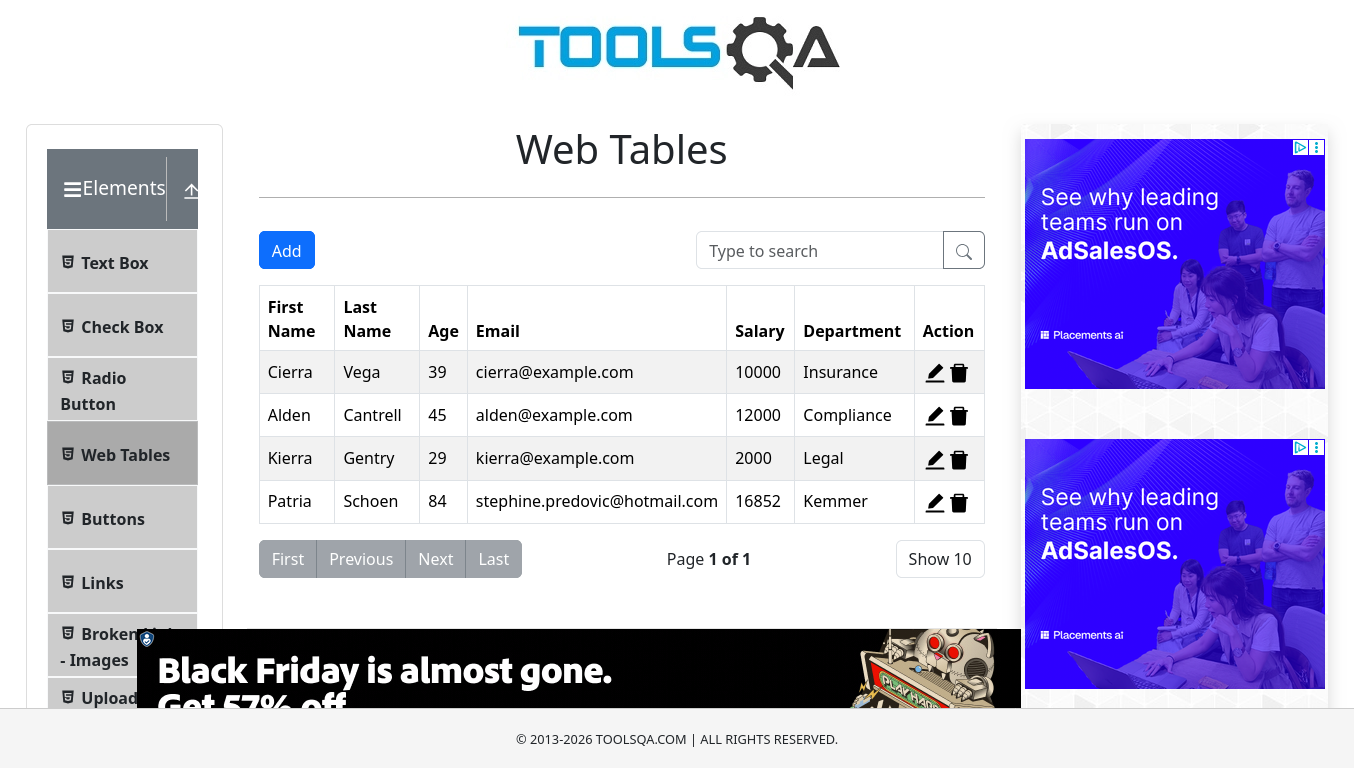 TOOLSQA
Web Tables
Elements
Text Box
Check Box
Radio
Button
Web Tables
Buttons
Links
Broken
- Images
Upload
Add
Type to search
First Name Last Name Age Email Salary Department Action
Cierra Vega 39 cierra@example.com 10000 Insurance
Alden Cantrell 45 alden@example.com 12000 Compliance
Kierra Gentry 29 kierra@example.com 2000 Legal
Patria Schoen 84 stephine.predovic@hotmail.com 16852 Kemmer
First Previous Next Last
Page 1 of 1
Show 10
See why leading
teams run on
AdSalesOS.
Placements ai
See why leading
teams run on
AdSalesOS.
Placements ai
Black Friday is almost gone.
Get 57% off
© 2013-2026 TOOLSQA.COM | ALL RIGHTS RESERVED.